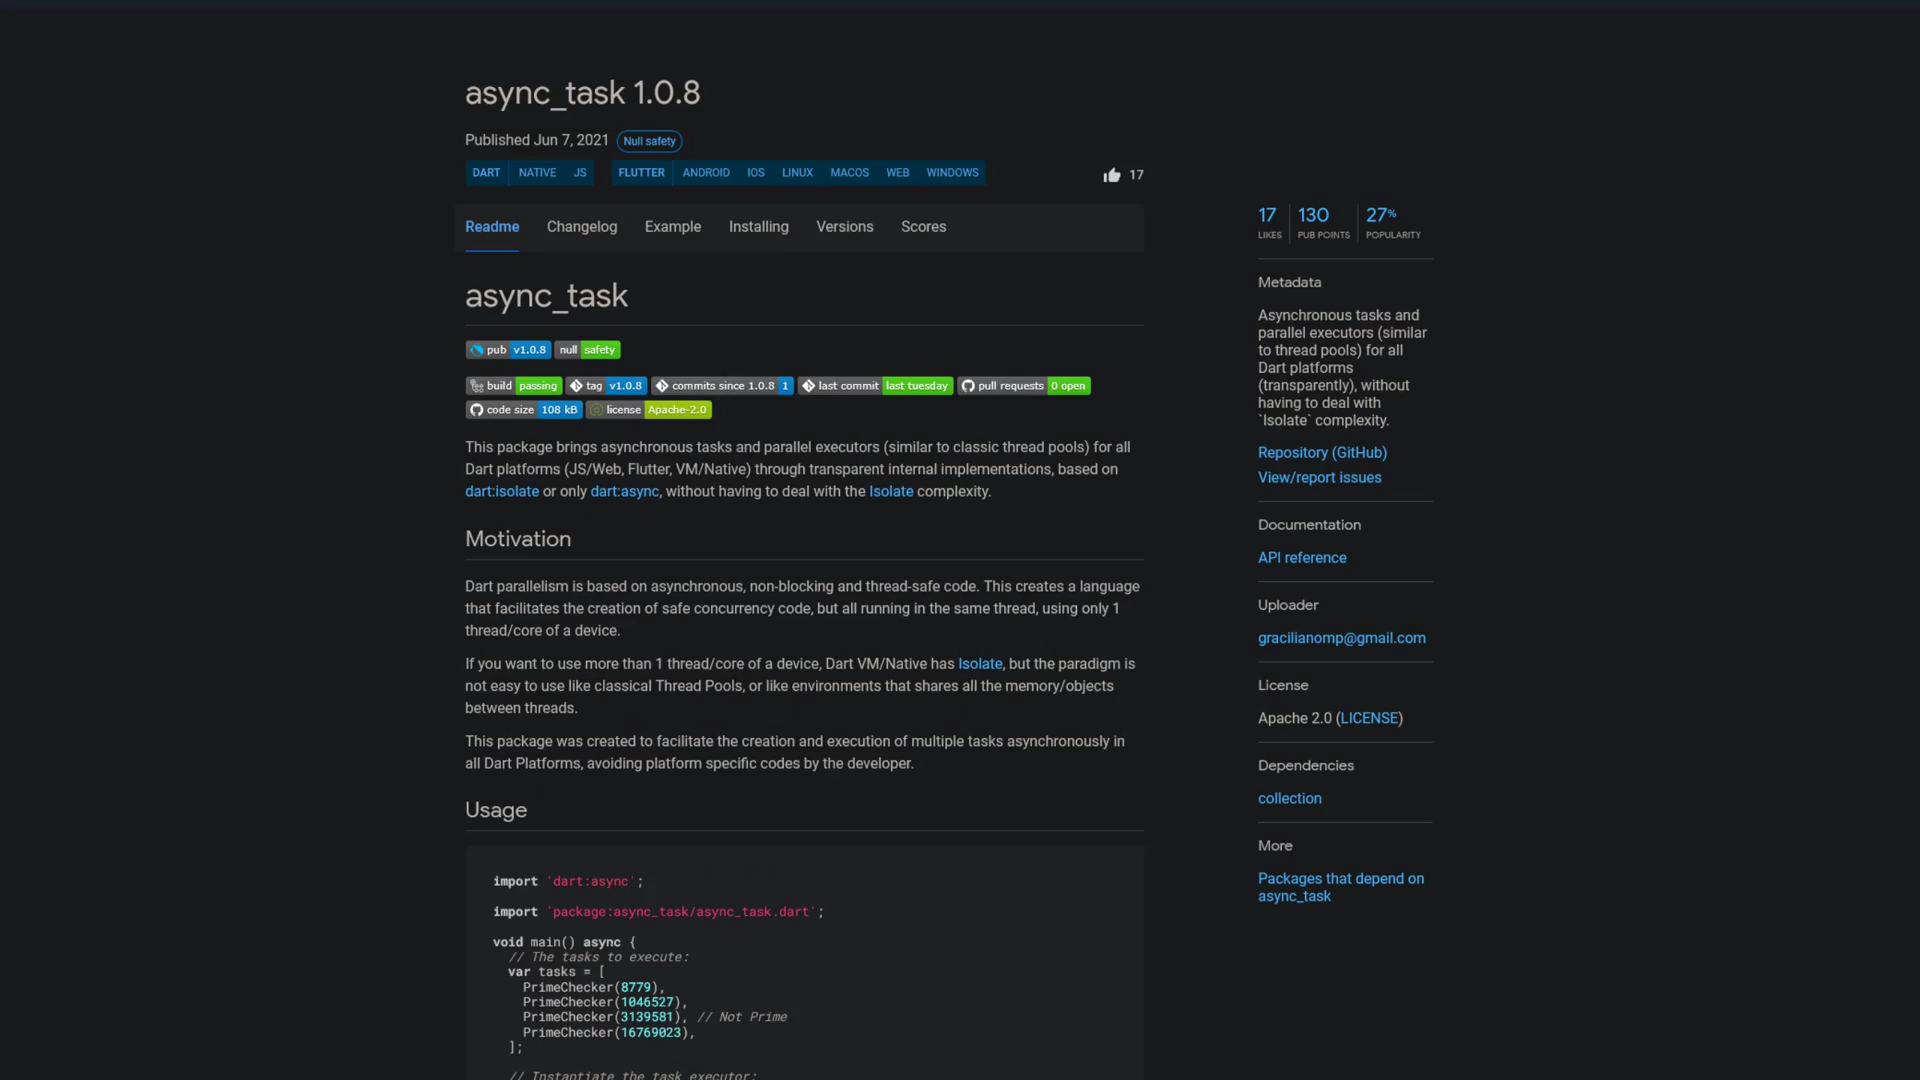 async_task 1.0.8
Published Jun 7, 2021 Null safety
DART NATIVE JS FLUTTER ANDROID IOS LINUX MACOS WEB WINDOWS
17
Readme Changelog Example Installing Versions Scores
async_task
pub v1.0.8 null safety
build passing tag v1.0.8 commits since 1.0.8 1 last commit last tuesday pull requests 0 open
code size 108 kB license Apache-2.0
This package brings asynchronous tasks and parallel executors (similar to classic thread pools) for all
Dart platforms (JS/Web, Flutter, VM/Native) through transparent internal implementations, based on
dart:isolate or only dart:async, without having to deal with the Isolate complexity.
Motivation
Dart parallelism is based on asynchronous, non-blocking and thread-safe code. This creates a language
that facilitates the creation of safe concurrency code, but all running in the same thread, using only 1
thread/core of a device.
If you want to use more than 1 thread/core of a device, Dart VM/Native has Isolate, but the paradigm is
not easy to use like classical Thread Pools, or like environments that shares all the memory/objects
between threads.
This package was created to facilitate the creation and execution of multiple tasks asynchronously in
all Dart Platforms, avoiding platform specific codes by the developer.
Usage
import 'dart:async';
import 'package:async_task/async_task.dart';
void main() async {
// The tasks to execute:
var tasks = [
PrimeChecker(8779),
PrimeChecker(1046527),
PrimeChecker(3139581), // Not Prime
PrimeChecker(16769023),
];
// Instantiate the task executor:
17 130 27%
LIKES PUB POINTS POPULARITY
Metadata
Asynchronous tasks and
parallel executors (similar
to thread pools) for all
Dart platforms
(transparently), without
having to deal with
`Isolate` complexity.
Repository (GitHub)
View/report issues
Documentation
API reference
Uploader
gracilianomp@gmail.com
License
Apache 2.0 (LICENSE)
Dependencies
collection
More
Packages that depend on
async_task